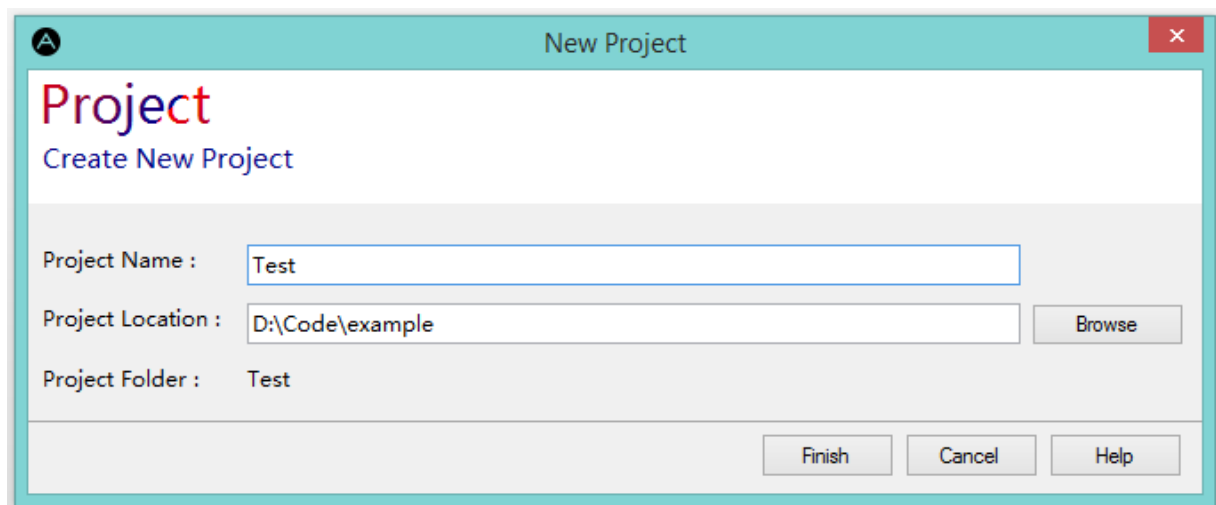 New Project
Project
Create New Project
Project Name : Test
Project Location : D:\Code\example Browse
Project Folder : Test
Finish Cancel Help